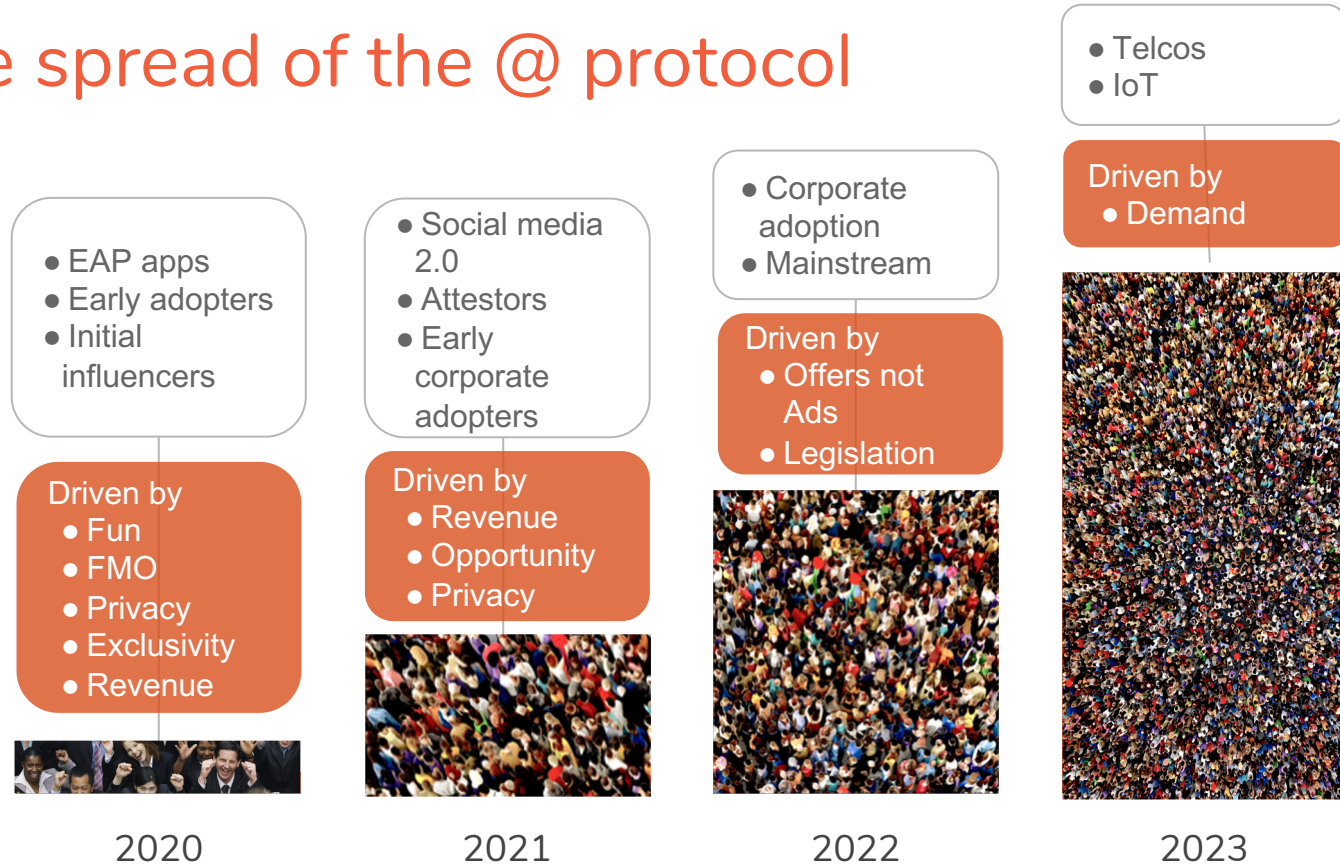 e spread of the @ protocol
● EAP apps
● Early adopters
● Initial
influencers
Driven by
● Fun
● FMO
● Privacy
● Exclusivity
● Revenue
2020
● Social media
2.0
● Attestors
● Early
corporate
adopters
Driven by
● Revenue
● Opportunity
● Privacy
2021
● Corporate
adoption
● Mainstream
Driven by
● Offers not
Ads
● Legislation
2022
● Telcos
● IoT
Driven by
● Demand
2023